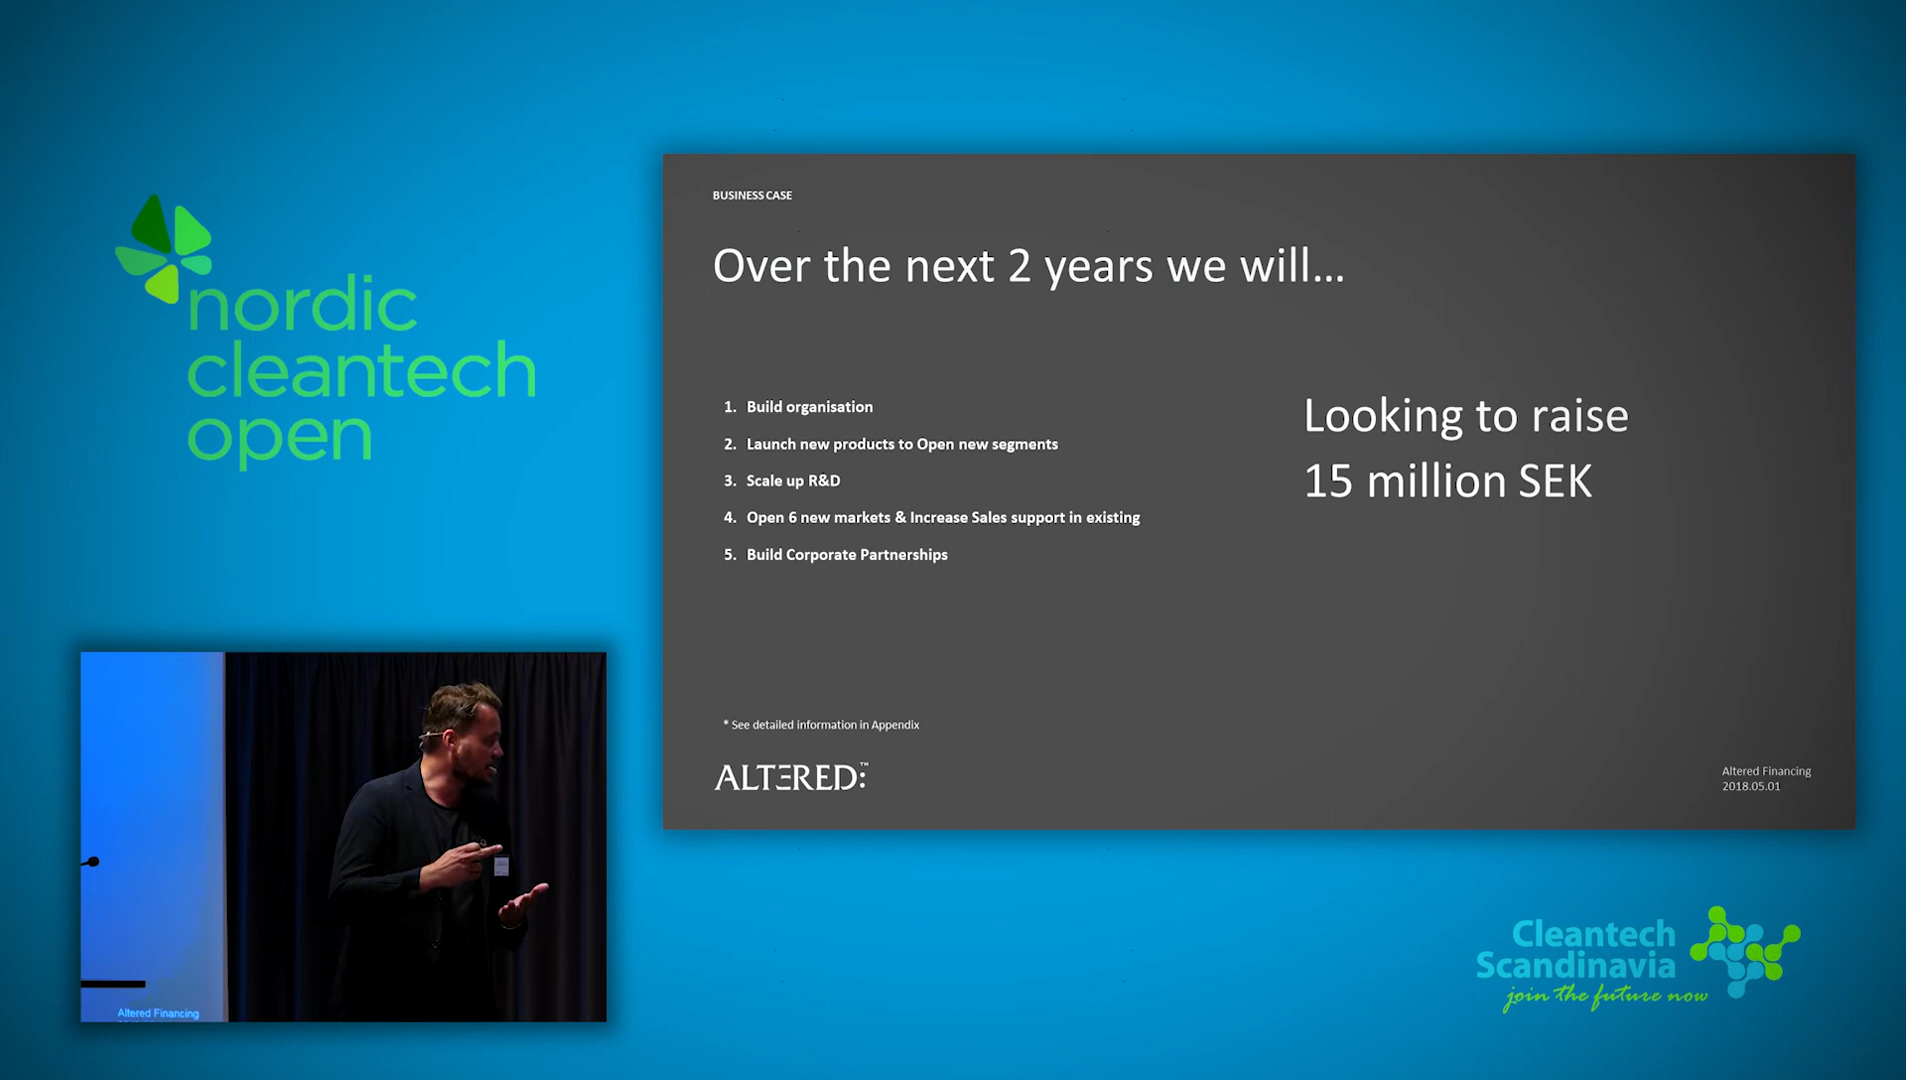 nordic
cleantech
open
BUSINESS CASE
Over the next 2 years we will...
1. Build organisation
2. Launch new products to Open new segments
3. Scale up R&D
4. Open 6 new markets & Increase Sales support in existing
5. Build Corporate Partnerships
Looking to raise
15 million SEK
* See detailed information in Appendix
ALTERED:™
Altered Financing
2018.05.01
Altered Financing
Cleantech
Scandinavia
join the future now